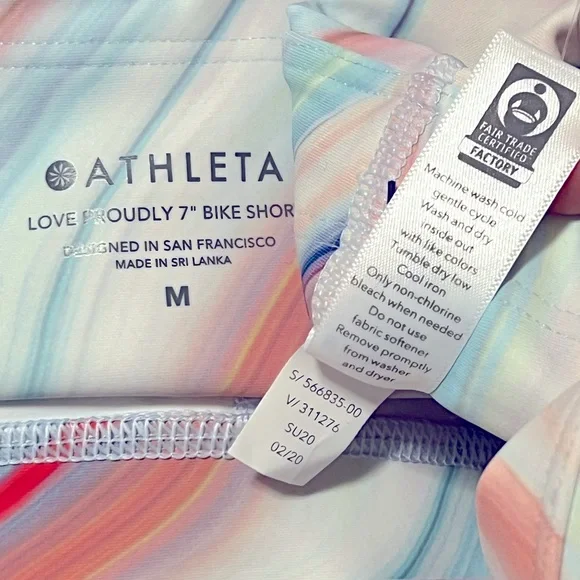 ATHLETA
LOVE PROUDLY 7" BIKE SHOR
DESIGNED IN SAN FRANCISCO
MADE IN SRI LANKA
M
FAIR TRADE
CERTIFIED
FACTORY
Machine wash cold
gentle cycle
Wash and dry
inside out
with like colors
Tumble dry low
Cool iron
Only non-chlorine
bleach when needed
Do not use
fabric softener
Remove promptly
from washer
and dryer
S/ 566835-00
V/ 311276
SU20
02/20